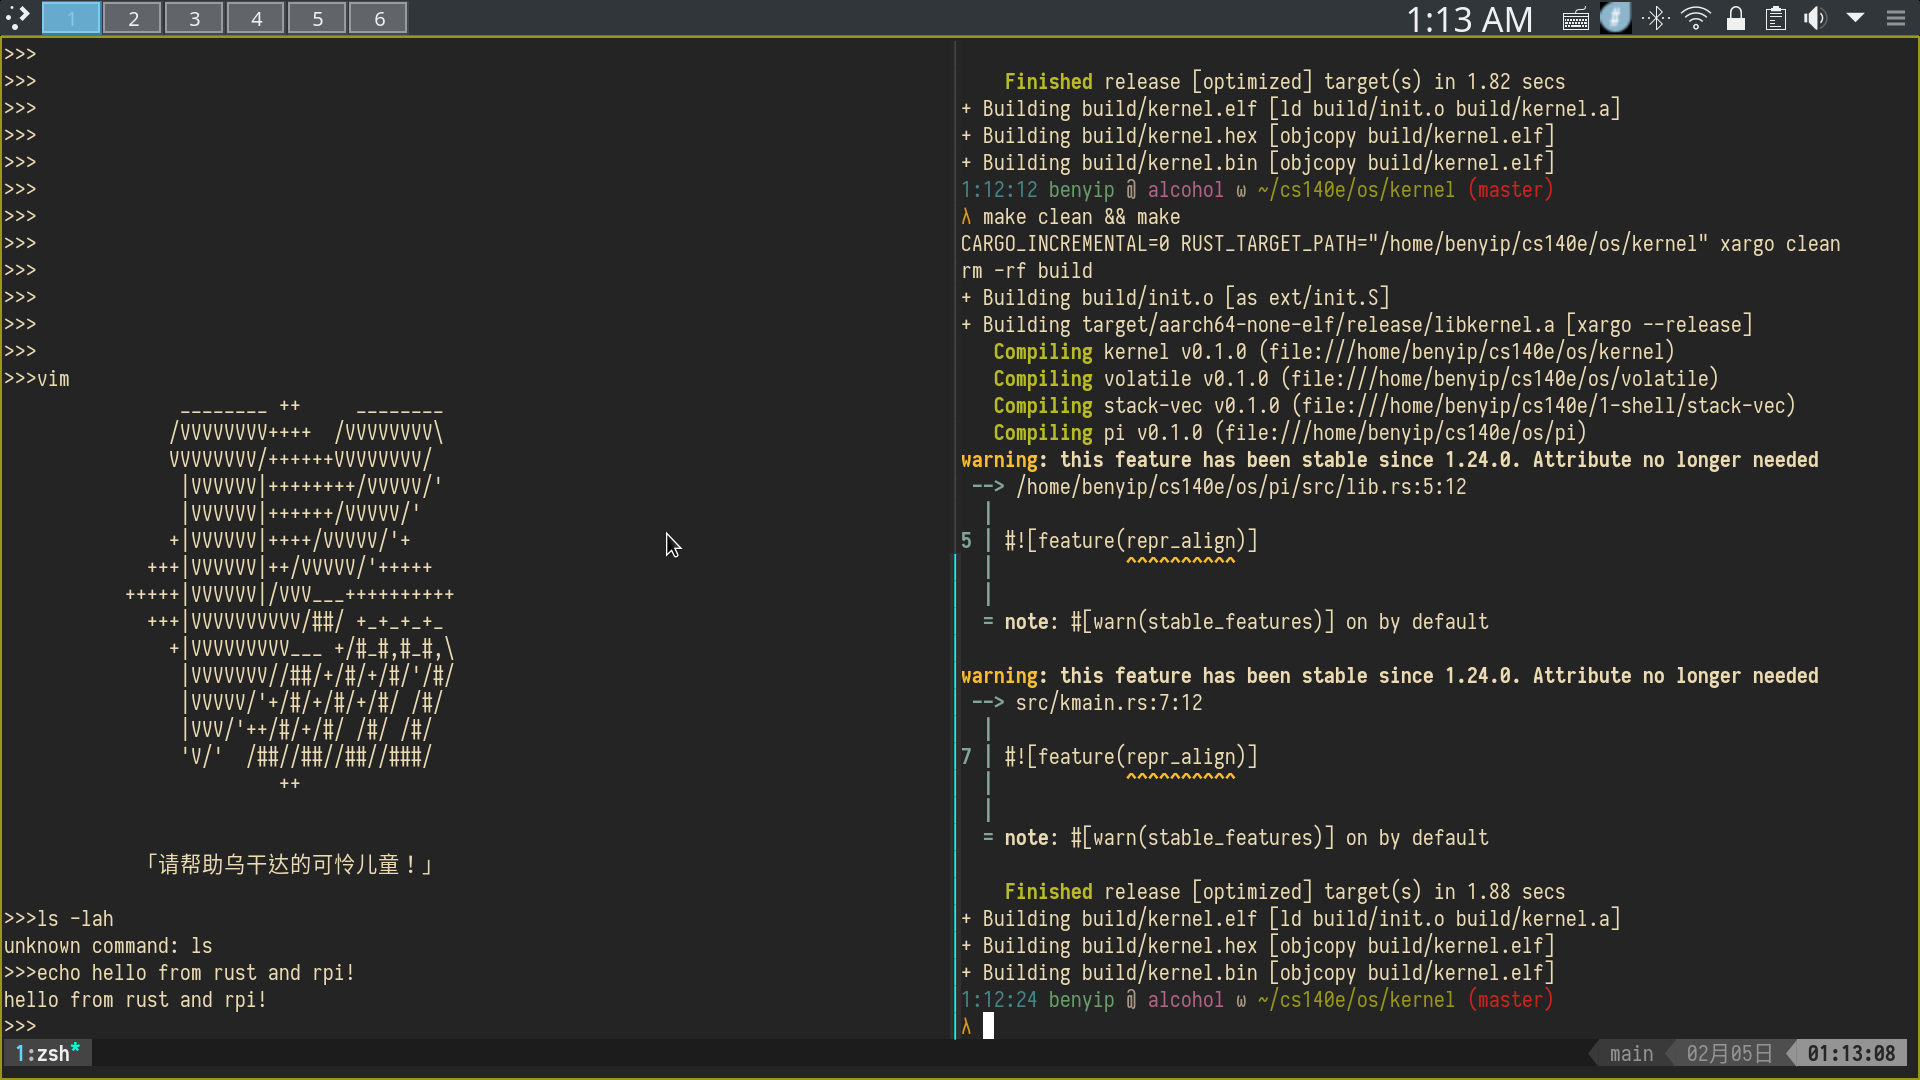 1 2 3 4 5 6 1:13 AM
>>>
>>>
>>>
>>>
>>>
>>>
>>>
>>>
>>>
>>>
>>>
>>>
>>>vim
                ________ ++     ________
               /VVVVVVVV++++  /VVVVVVVV\
               VVVVVVVV/++++++VVVVVVVV/
                |VVVVVV|++++++++/VVVVV/'
                |VVVVVV|++++++/VVVVV/'
               +|VVVVVV|++++/VVVVV/'+
             +++|VVVVVV|++/VVVVV/'+++++
           +++++|VVVVVV|/VVV___++++++++++
             +++|VVVVVVVVVV/##/ +_+_+_+_
               +|VVVVVVVVV___ +/#_#,#_#,\
                |VVVVVVV//##/+/#/+/#/'/#/
                |VVVVV/'+/#/+/#/+/#/ /#/
                |VVV/'++/#/+/#/ /#/ /#/
                'V/'  /##//##//##//###/
                         ++
「请帮助乌干达的可怜儿童！」
>>>ls -lah
unknown command: ls
>>>echo hello from rust and rpi!
hello from rust and rpi!
>>>
    Finished release [optimized] target(s) in 1.82 secs
+ Building build/kernel.elf [ld build/init.o build/kernel.a]
+ Building build/kernel.hex [objcopy build/kernel.elf]
+ Building build/kernel.bin [objcopy build/kernel.elf]
1:12:12 benyip @ alcohol ω ~/cs140e/os/kernel (master)
λ make clean && make
CARGO_INCREMENTAL=0 RUST_TARGET_PATH="/home/benyip/cs140e/os/kernel" xargo clean
rm -rf build
+ Building build/init.o [as ext/init.S]
+ Building target/aarch64-none-elf/release/libkernel.a [xargo --release]
   Compiling kernel v0.1.0 (file:///home/benyip/cs140e/os/kernel)
   Compiling volatile v0.1.0 (file:///home/benyip/cs140e/os/volatile)
   Compiling stack-vec v0.1.0 (file:///home/benyip/cs140e/1-shell/stack-vec)
   Compiling pi v0.1.0 (file:///home/benyip/cs140e/os/pi)
warning: this feature has been stable since 1.24.0. Attribute no longer needed
 --> /home/benyip/cs140e/os/pi/src/lib.rs:5:12
  |
5 | #![feature(repr_align)]
  |            ^^^^^^^^^^
  |
  = note: #[warn(stable_features)] on by default
warning: this feature has been stable since 1.24.0. Attribute no longer needed
 --> src/kmain.rs:7:12
  |
7 | #![feature(repr_align)]
  |            ^^^^^^^^^^
  |
  = note: #[warn(stable_features)] on by default
    Finished release [optimized] target(s) in 1.88 secs
+ Building build/kernel.elf [ld build/init.o build/kernel.a]
+ Building build/kernel.hex [objcopy build/kernel.elf]
+ Building build/kernel.bin [objcopy build/kernel.elf]
1:12:24 benyip @ alcohol ω ~/cs140e/os/kernel (master)
λ
1:zsh* main 02月05日 01:13:08